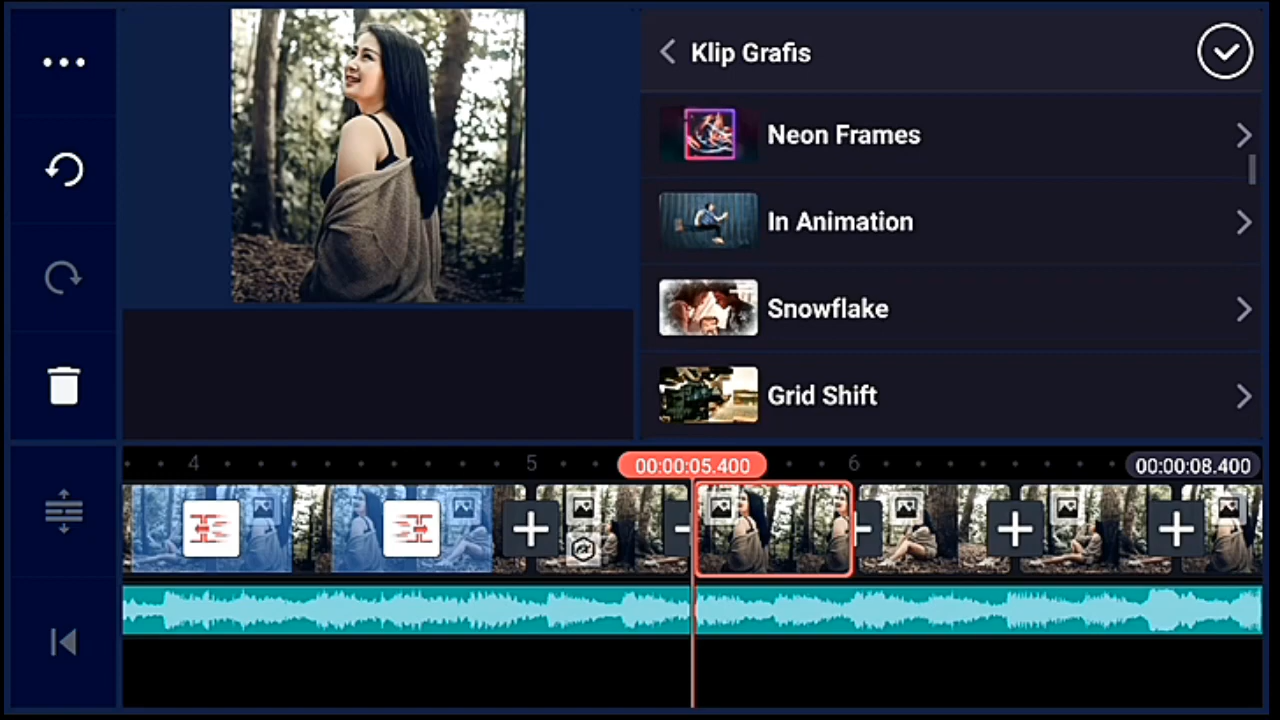 Klip Grafis
Neon Frames
In Animation
Snowflake
Grid Shift
4
5
00:00:05.400
6
00:00:08.400